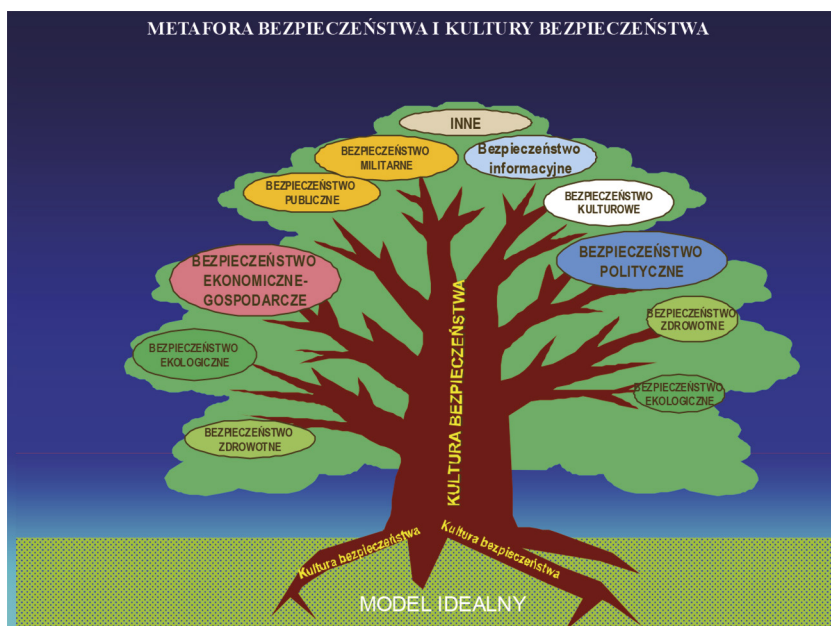 METAFORA BEZPIECZEŃSTWA I KULTURY BEZPIECZEŃSTWA
INNE
BEZPIECZEŃSTWO
MILITARNE
Bezpieczeństwo
informacyjne
BEZPIECZEŃSTWO
PUBLICZNE
BEZPIECZEŃSTWO
KULTUROWE
BEZPIECZEŃSTWO
EKONOMICZNE-
GOSPODARCZE
BEZPIECZEŃSTWO
POLITYCZNE
BEZPIECZEŃSTWO
ZDROWOTNE
BEZPIECZEŃSTWO
EKOLOGICZNE
BEZPIECZEŃSTWO
EKOLOGICZNE
BEZPIECZEŃSTWO
ZDROWOTNE
KULTURA BEZPIECZEŃSTWA
Kultura bezpieczeństwa
Kultura bezpieczeństwa
MODEL IDEALNY